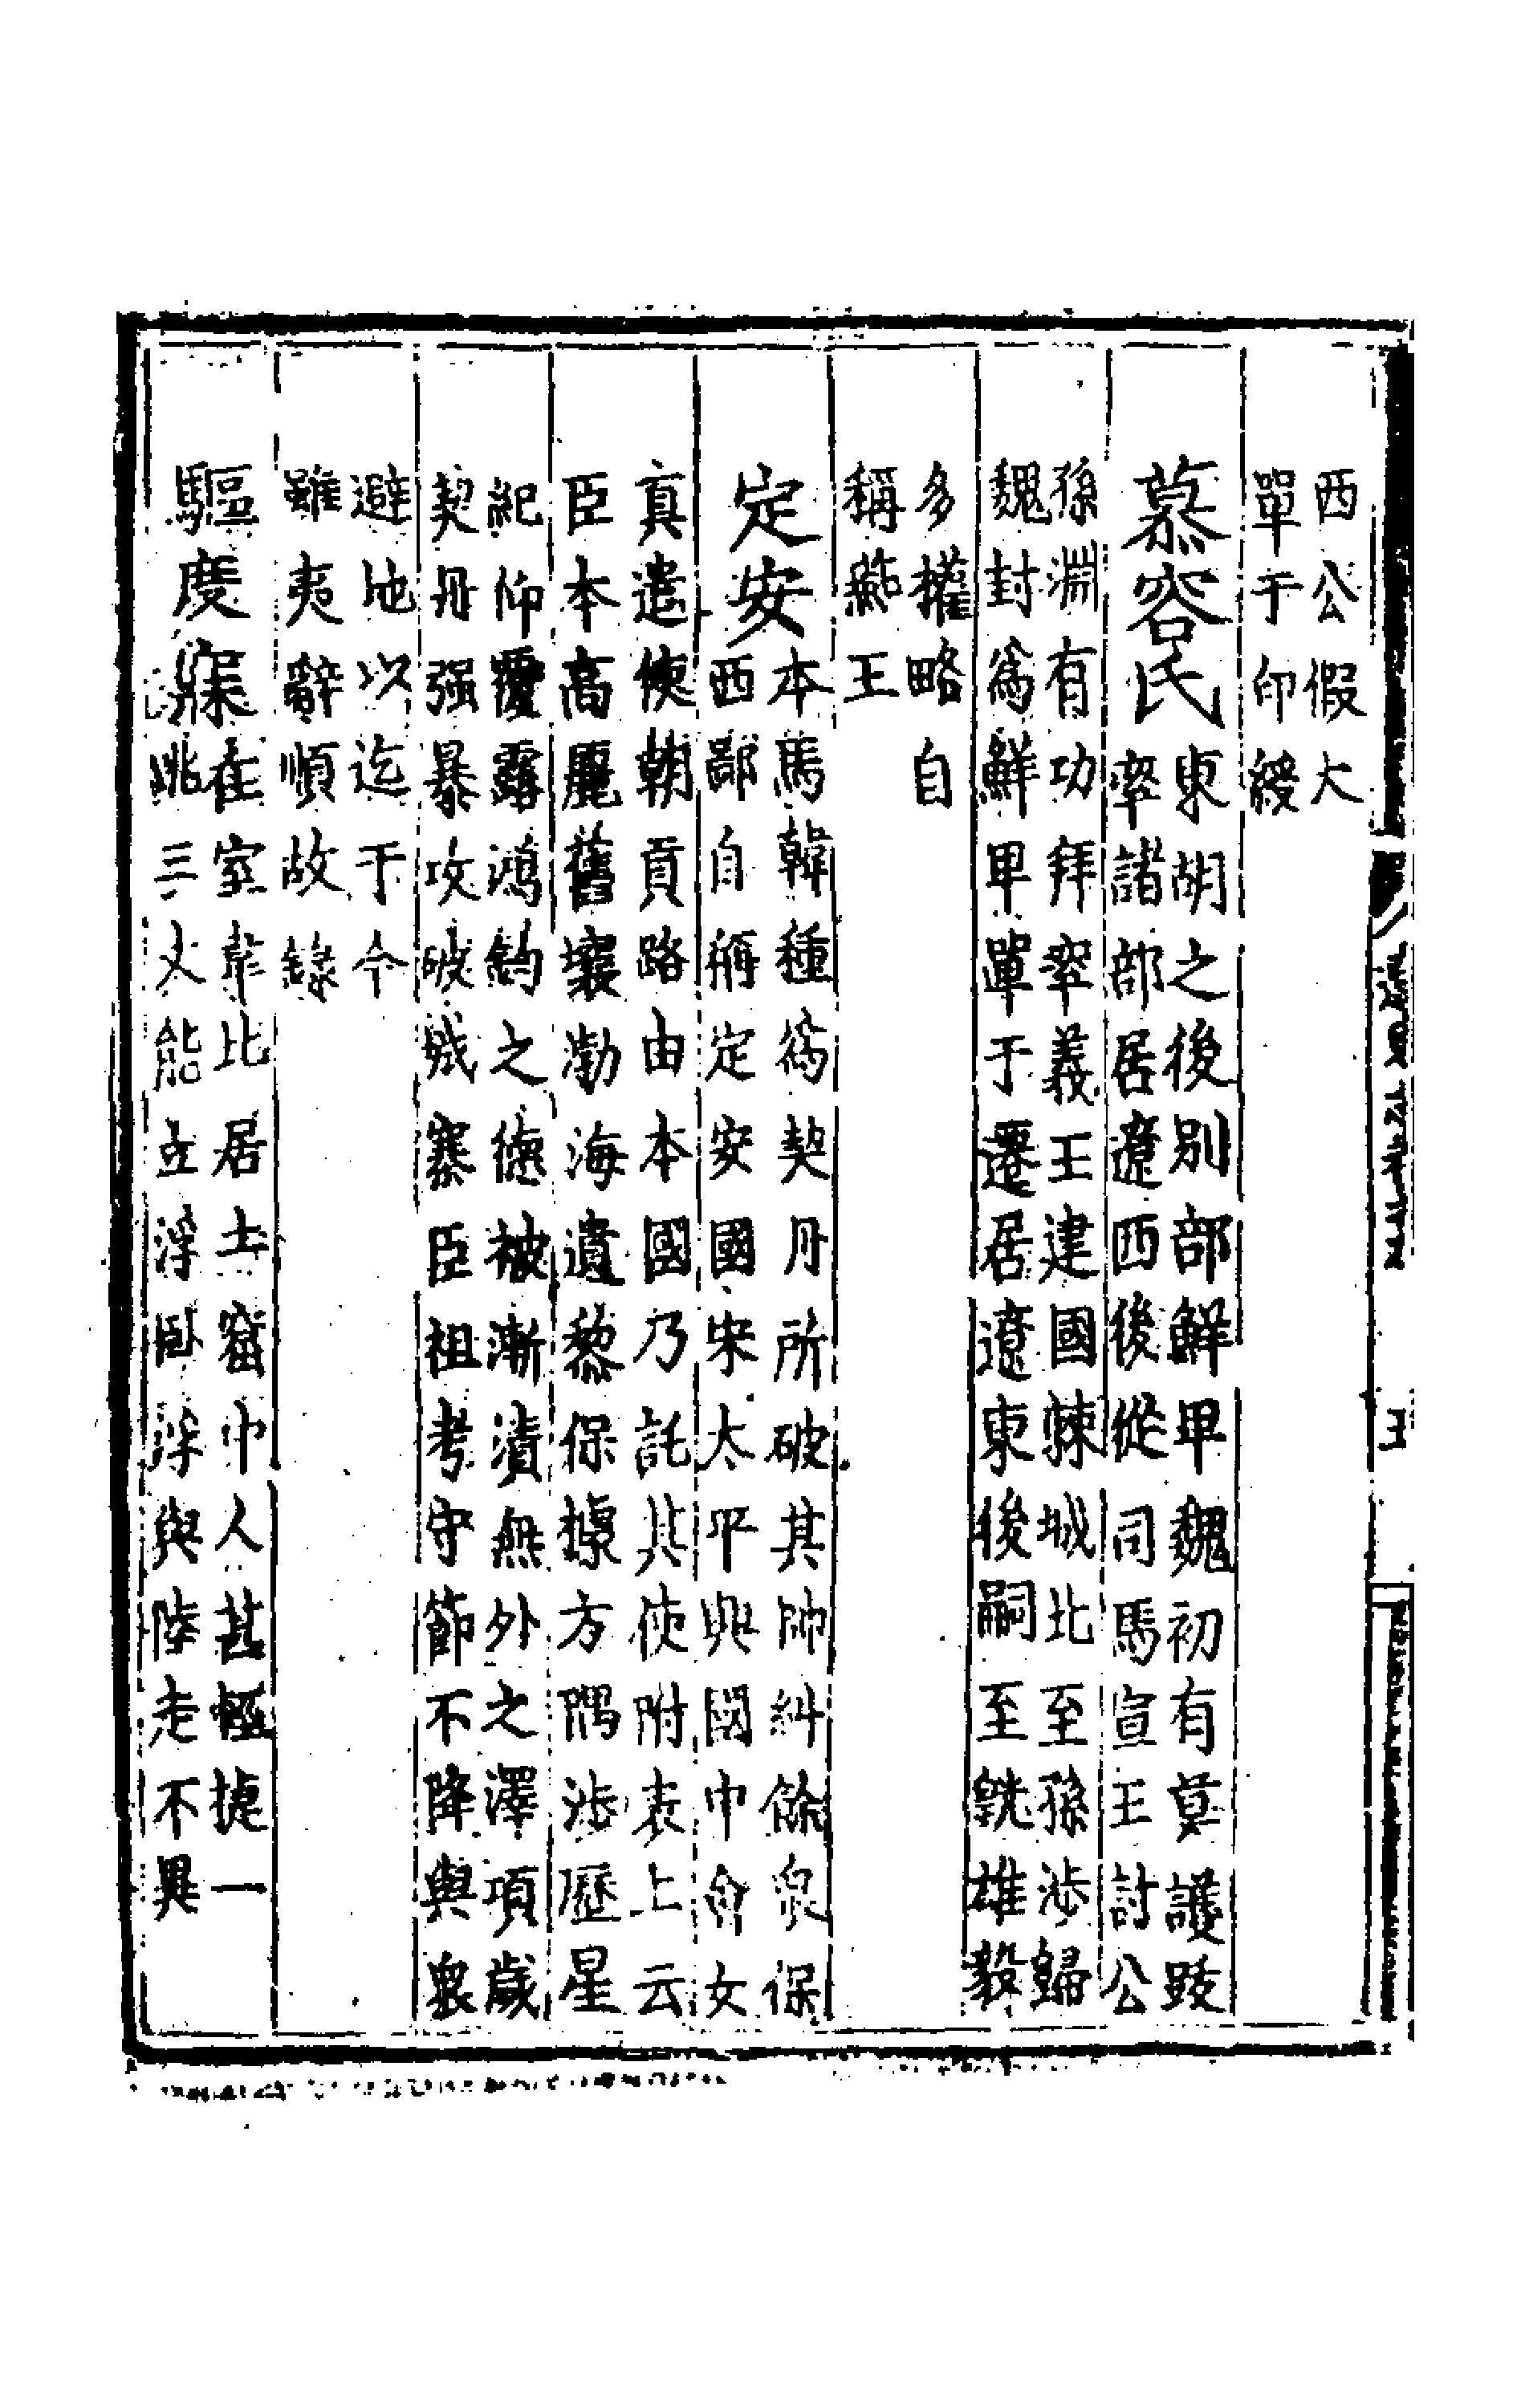 西公假大
單于印綬
慕容氏
東胡之後別部鮮卑魏初有莫護跋
率諸部居遼西後從司馬宣王討公
孫淵有功拜率義王建國棘城北至孫涉歸
魏封爲鮮卑單于遷居遼東後嗣至皝雄毅
多權略自
稱燕王
定安
本馬韓種爲契丹所破其帥糾餘衆保
西鄙自稱定安國宋太平興國中會女
真遣使朝貢路由本國乃託其使附表上云
臣本高麗舊壤渤海遺黎保據方隅涉歷星
紀仰覆露鴻鈞之德被漸漬無外之澤項歲
契丹强暴攻破城寨臣祖考守節不降與衆
避地以迄于今
雖夷辭順故錄
驅度寐
在室韋比居土窟中人甚輕捷一
跳三丈能立浮臥浮與陸走不異